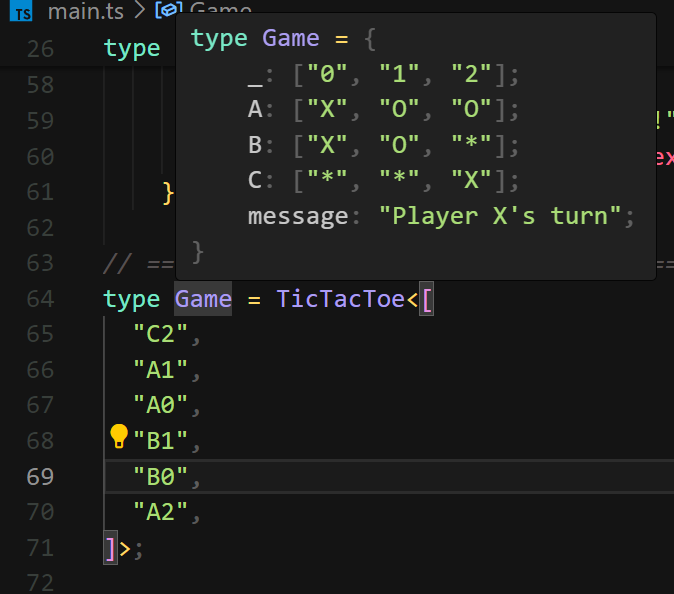 TS main.ts > Game
26 type
type Game = {
_: ["0", "1", "2"];
A: ["X", "O", "O"];
B: ["X", "O", "*"];
C: ["*", "*", "X"];
message: "Player X's turn";
}
58
59 !"
60 ex
61 }
62
63 // == ==
64 type Game = TicTacToe<[
65 "C2",
66 "A1",
67 "A0",
68 "B1",
69 "B0",
70 "A2",
71 ]>;
72